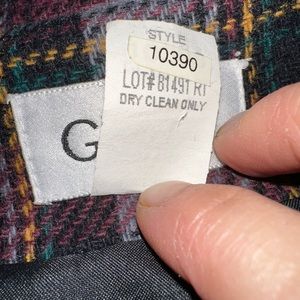 STYLE
10390
LOT# B1491 RT
DRY CLEAN ONLY
G